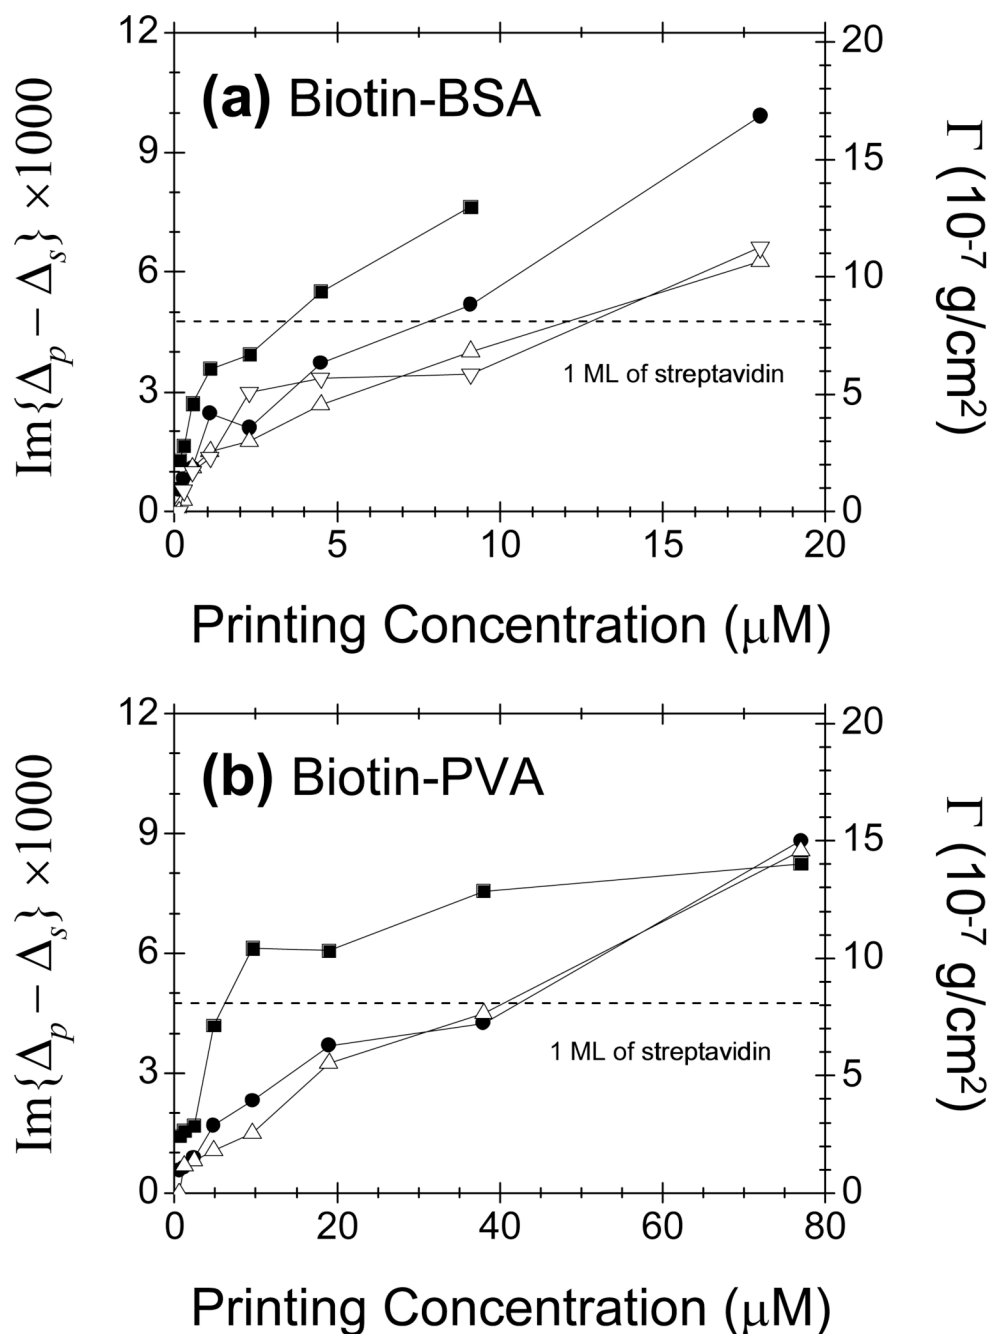 (a) Biotin-BSA
12
9
6
3
0
Im{Δp − Δs} ×1000
20
15
10
5
0
Γ (10-7 g/cm2)
1 ML of streptavidin
0 5 10 15 20
Printing Concentration (μM)
(b) Biotin-PVA
12
9
6
3
0
Im{Δp − Δs} ×1000
20
15
10
5
0
Γ (10-7 g/cm2)
1 ML of streptavidin
0 20 40 60 80
Printing Concentration (μM)